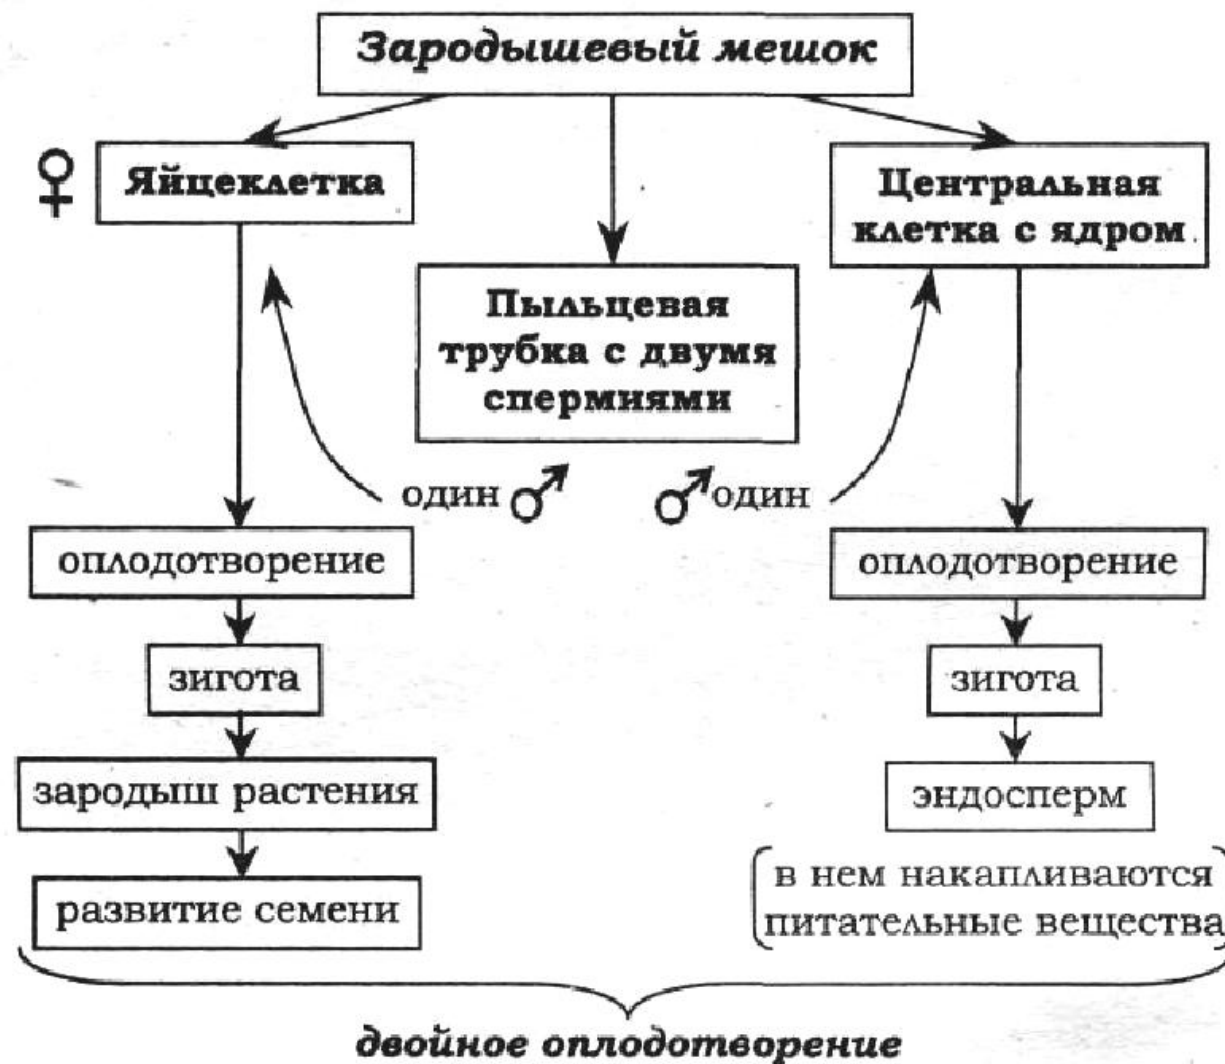 Зародышевый мешок
♀ Яйцеклетка
Центральная
клетка с ядром
Пыльцевая
трубка с двумя
спермиями
один ♂
♂ один
оплодотворение
зигота
зародыш растения
развитие семени
оплодотворение
зигота
эндосперм
(в нем накапливаются
питательные вещества)
двойное оплодотворение